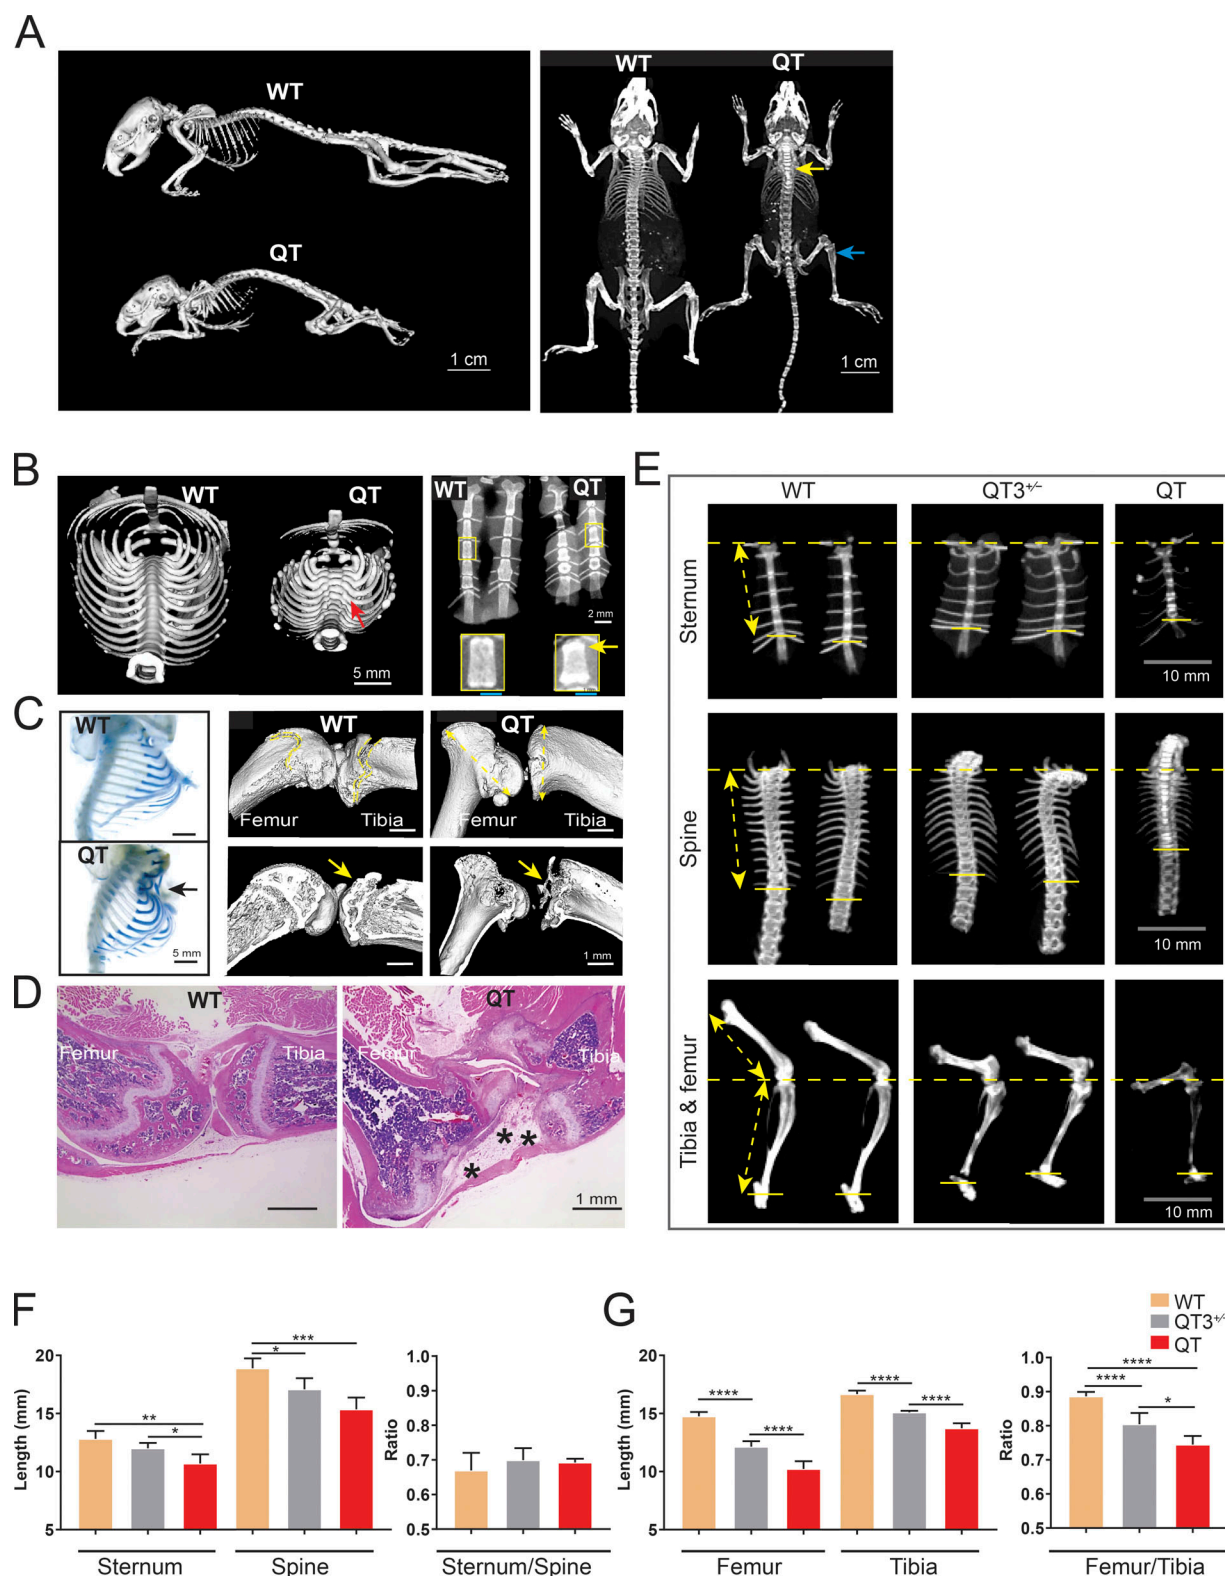 A
WT
QT
1 cm
WT
QT
1 cm
B
WT
QT
5 mm
WT
QT
2 mm
C
WT
QT
5 mm
WT
Femur
Tibia
QT
Femur
Tibia
1 mm
D
WT
Femur
Tibia
QT
Femur
Tibia
* * *
1 mm
E
WT
QT3+/−
QT
Sternum
10 mm
Spine
10 mm
Tibia & femur
10 mm
F
Length (mm)
20
15
10
5
**
*
***
*
Sternum
Spine
Ratio
1.0
0.9
0.8
0.7
0.6
0.5
Sternum/Spine
G
WT
QT3+/−
QT
Length (mm)
20
15
10
5
****
****
****
****
Femur
Tibia
Ratio
1.0
0.9
0.8
0.7
0.6
0.5
****
****
*
Femur/Tibia